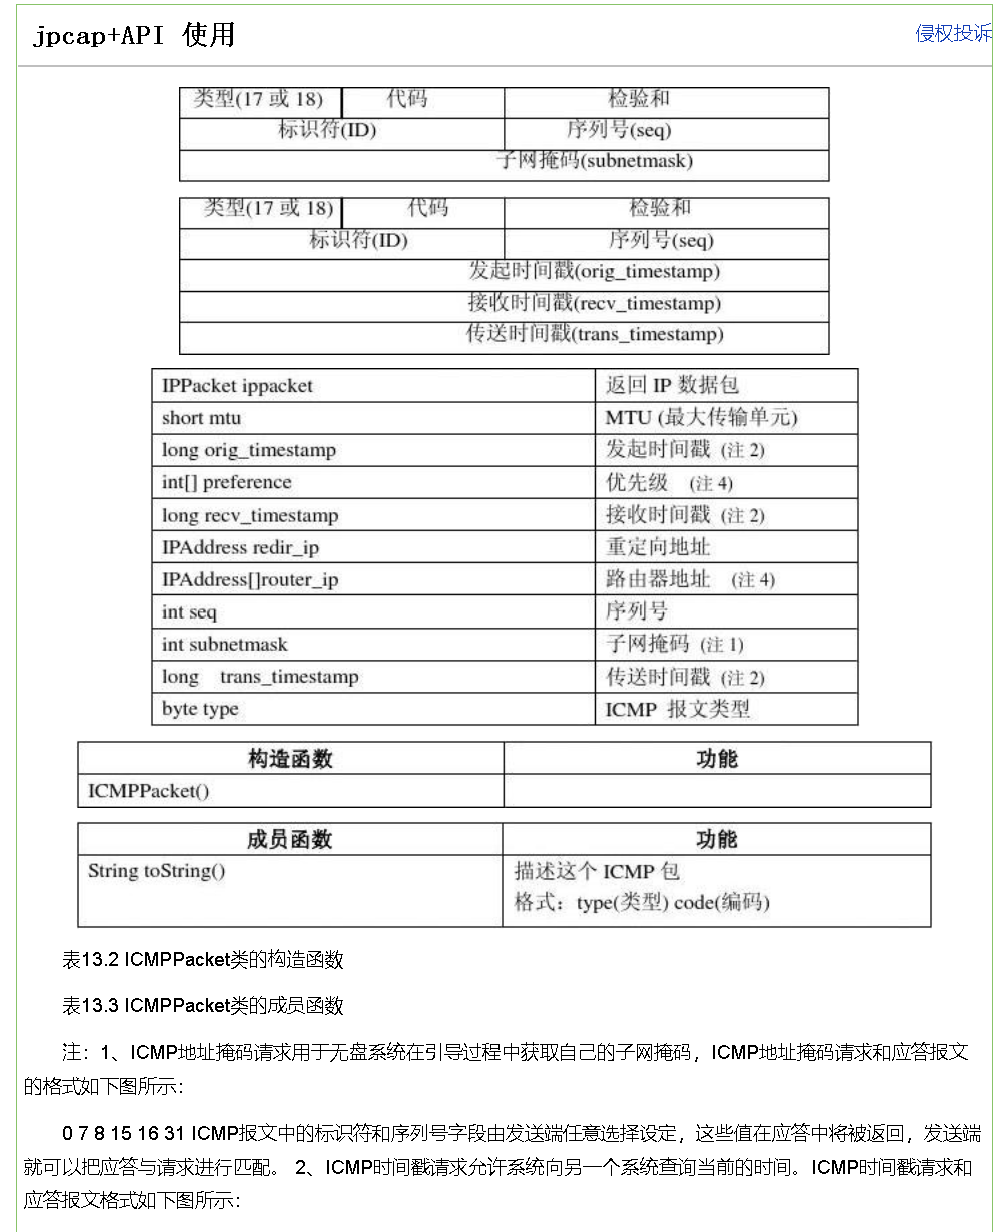 jpcap+API 使用
侵权投诉
类型(17 或 18) 代码 检验和
标识符(ID) 序列号(seq)
子网掩码(subnetmask)
类型(17 或 18) 代码 检验和
标识符(ID) 序列号(seq)
发起时间戳(orig_timestamp)
接收时间戳(recv_timestamp)
传送时间戳(trans_timestamp)
IPPacket ippacket 返回 IP 数据包
short mtu MTU (最大传输单元)
long orig_timestamp 发起时间戳 (注 2)
int[] preference 优先级 (注 4)
long recv_timestamp 接收时间戳 (注 2)
IPAddress redir_ip 重定向地址
IPAddress[]router_ip 路由器地址 (注 4)
int seq 序列号
int subnetmask 子网掩码 (注 1)
long trans_timestamp 传送时间戳 (注 2)
byte type ICMP 报文类型
构造函数 功能
ICMPPacket()
成员函数 功能
String toString() 描述这个 ICMP 包
格式：type(类型) code(编码)
表13.2 ICMPPacket类的构造函数
表13.3 ICMPPacket类的成员函数
注：1、ICMP地址掩码请求用于无盘系统在引导过程中获取自己的子网掩码，ICMP地址掩码请求和应答报文
的格式如下图所示：
0 7 8 15 16 31 ICMP报文中的标识符和序列号字段由发送端任意选择设定，这些值在应答中将被返回，发送端
就可以把应答与请求进行匹配。 2、ICMP时间戳请求允许系统向另一个系统查询当前的时间。ICMP时间戳请求和
应答报文格式如下图所示：